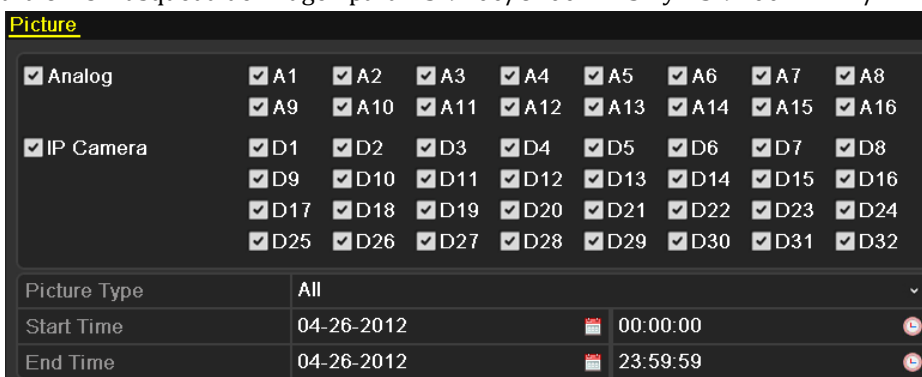 Picture
Analog A1 A2 A3 A4 A5 A6 A7 A8
A9 A10 A11 A12 A13 A14 A15 A16
IP Camera D1 D2 D3 D4 D5 D6 D7 D8
D9 D10 D11 D12 D13 D14 D15 D16
D17 D18 D19 D20 D21 D22 D23 D24
D25 D26 D27 D28 D29 D30 D31 D32
Picture Type All
Start Time 04-26-2012 00:00:00
End Time 04-26-2012 23:59:59